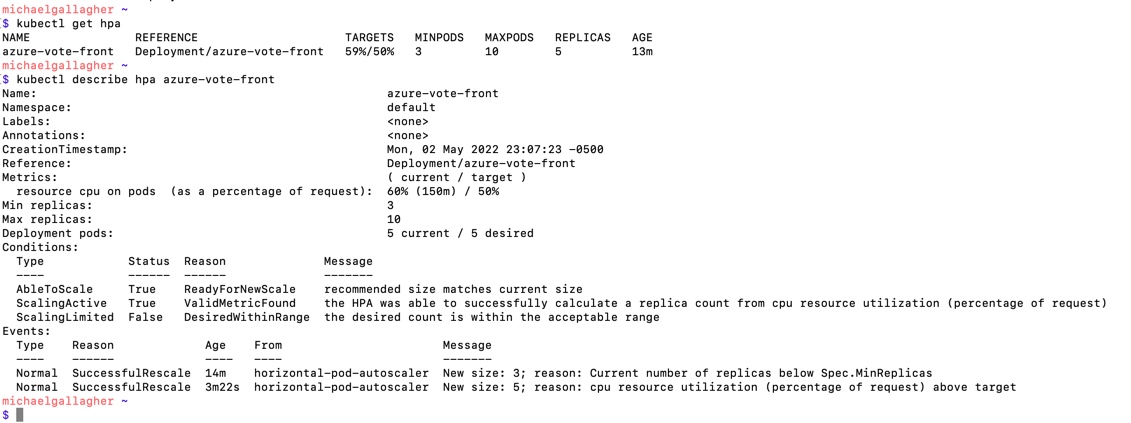 michaelgallagher ~
$ kubectl get hpa
NAME               REFERENCE                     TARGETS   MINPODS   MAXPODS   REPLICAS   AGE
azure-vote-front   Deployment/azure-vote-front   59%/50%   3         10        5          13m
michaelgallagher ~
$ kubectl describe hpa azure-vote-front
Name:                                                  azure-vote-front
Namespace:                                             default
Labels:                                                <none>
Annotations:                                           <none>
CreationTimestamp:                                     Mon, 02 May 2022 23:07:23 -0500
Reference:                                             Deployment/azure-vote-front
Metrics:                                               ( current / target )
  resource cpu on pods  (as a percentage of request):  60% (150m) / 50%
Min replicas:                                          3
Max replicas:                                          10
Deployment pods:                                       5 current / 5 desired
Conditions:
  Type            Status  Reason              Message
  ----            ------  ------              -------
  AbleToScale     True    ReadyForNewScale    recommended size matches current size
  ScalingActive   True    ValidMetricFound    the HPA was able to successfully calculate a replica count from cpu resource utilization (percentage of request)
  ScalingLimited  False   DesiredWithinRange  the desired count is within the acceptable range
Events:
  Type    Reason             Age    From                       Message
  ----    ------             ----   ----                       -------
  Normal  SuccessfulRescale  14m    horizontal-pod-autoscaler  New size: 3; reason: Current number of replicas below Spec.MinReplicas
  Normal  SuccessfulRescale  3m22s  horizontal-pod-autoscaler  New size: 5; reason: cpu resource utilization (percentage of request) above target
michaelgallagher ~
$